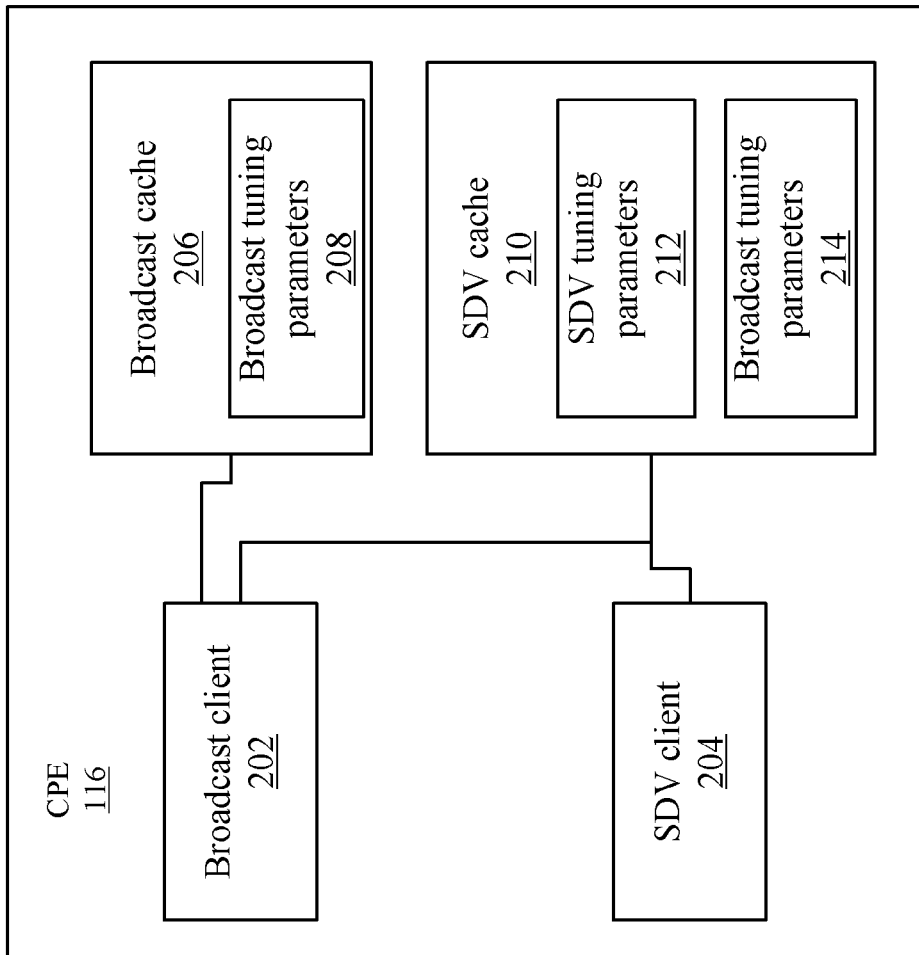 CPE
116
Broadcast client
202
SDV client
204
Broadcast cache
206
Broadcast tuning
parameters
208
SDV cache
210
SDV tuning
parameters
212
Broadcast tuning
parameters
214